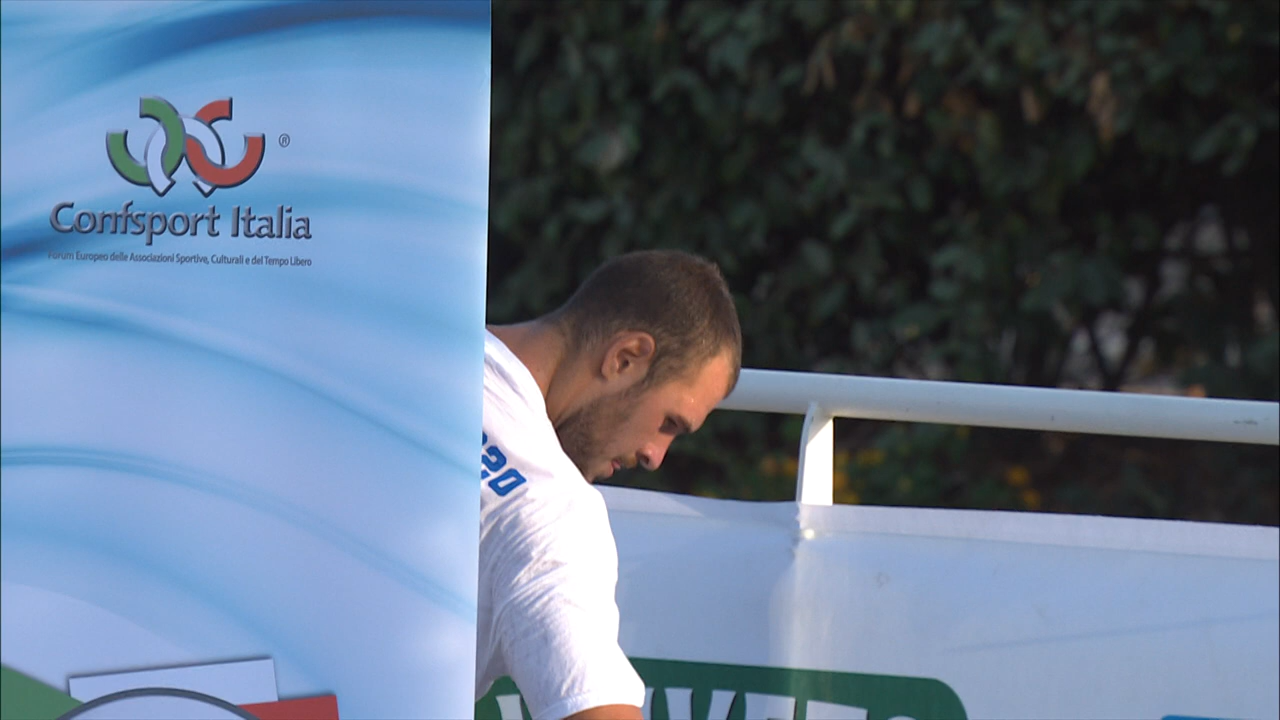 ®
Confsport Italia
Forum Europeo delle Associazioni Sportive, Culturali e del Tempo Libero